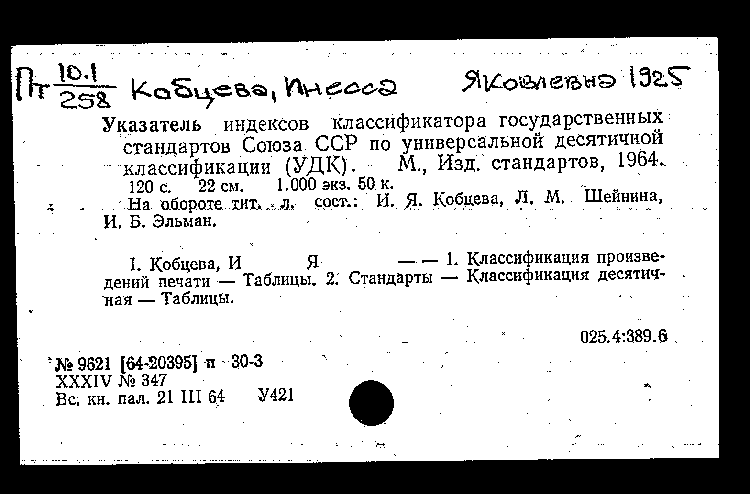 Пт 10.1/258 Кобцева, Инесса Яковлевна 1925
Указатель индексов классификатора государственных
стандартов Союза ССР по универсальной десятичной
классификации (УДК). М., Изд. стандартов, 1964.
120 с. 22 см. 1.000 экз. 50 к.
На обороте тит. л. сост.: И. Я. Кобцева, Л. М. Шейнина,
И. Б. Эльман.
I. Кобцева, И Я — — 1. Классификация произве-
дений печати — Таблицы. 2. Стандарты — Классификация десятич-
ная — Таблицы.
025.4:389.6
№ 9621 [64-20395] п 30-3
XXXIV № 347
Вс. кн. пал. 21 III 64 У421